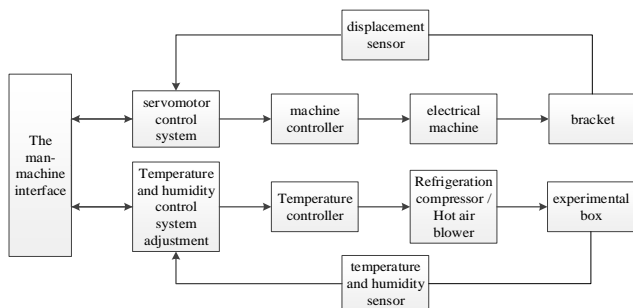 displacement
sensor
The
man-
machine
interface
servomotor
control
system
machine
controller
electrical
machine
bracket
Temperature
and humidity
control
system
adjustment
Temperature
controller
Refrigeration
compressor /
Hot air
blower
experimental
box
temperature
and humidity
sensor